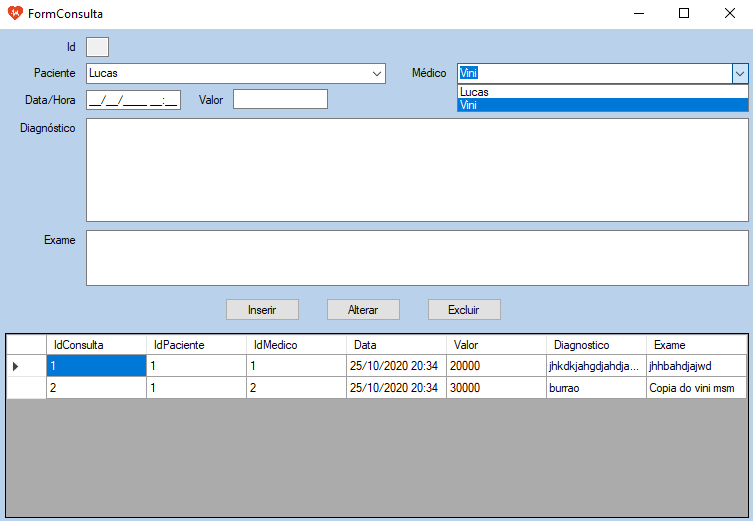 FormConsulta
Id
Paciente Lucas Médico Vini
Lucas
Vini
Data/Hora __/__/____ __:__ Valor
Diagnóstico
Exame
Inserir Alterar Excluir
IdConsulta IdPaciente IdMedico Data Valor Diagnostico Exame
1 1 1 25/10/2020 20:34 20000 jhkdkjahgdjahdja... jhhbahdjajwd
2 1 2 25/10/2020 20:34 30000 burrao Copia do vini msm